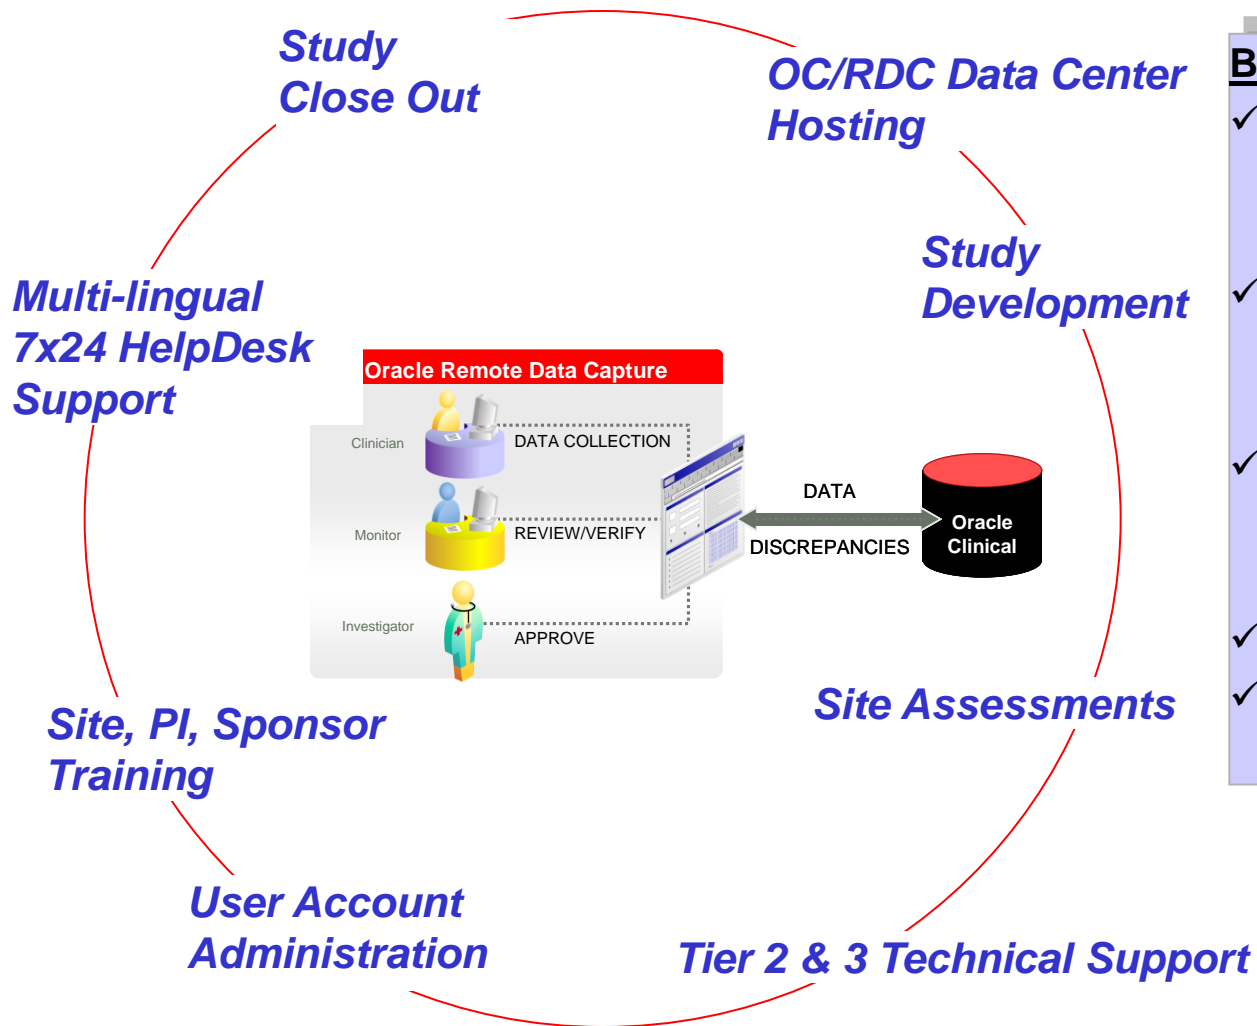 Study
Close Out
OC/RDC Data Center
Hosting
B
✓
Study
Development
✓
Multi-lingual
7x24 HelpDesk
Support
Oracle Remote Data Capture
Clinician
DATA COLLECTION
✓
DATA
Monitor
REVIEW/VERIFY
DISCREPANCIES
Oracle
Clinical
Investigator
APPROVE
✓
✓
Site Assessments
Site, PI, Sponsor
Training
User Account
Administration
Tier 2 & 3 Technical Support